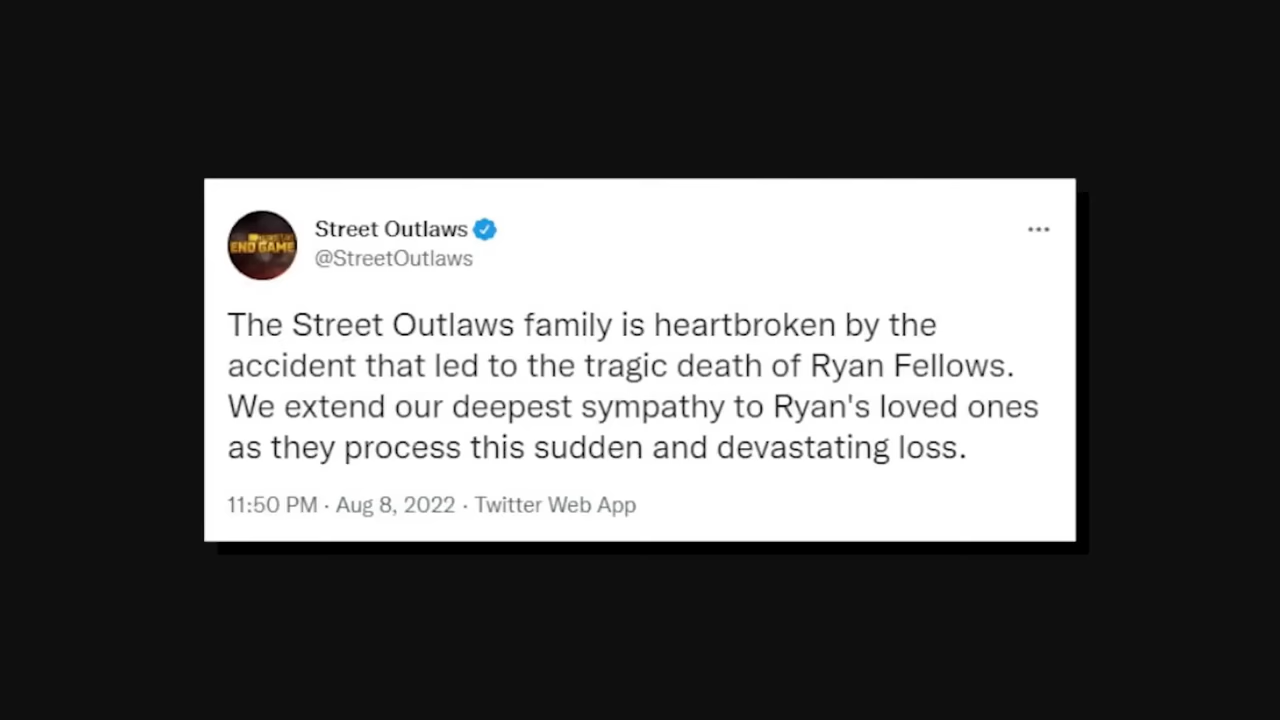 Street Outlaws
@StreetOutlaws
END GAME
The Street Outlaws family is heartbroken by the
accident that led to the tragic death of Ryan Fellows.
We extend our deepest sympathy to Ryan's loved ones
as they process this sudden and devastating loss.
11:50 PM · Aug 8, 2022 · Twitter Web App